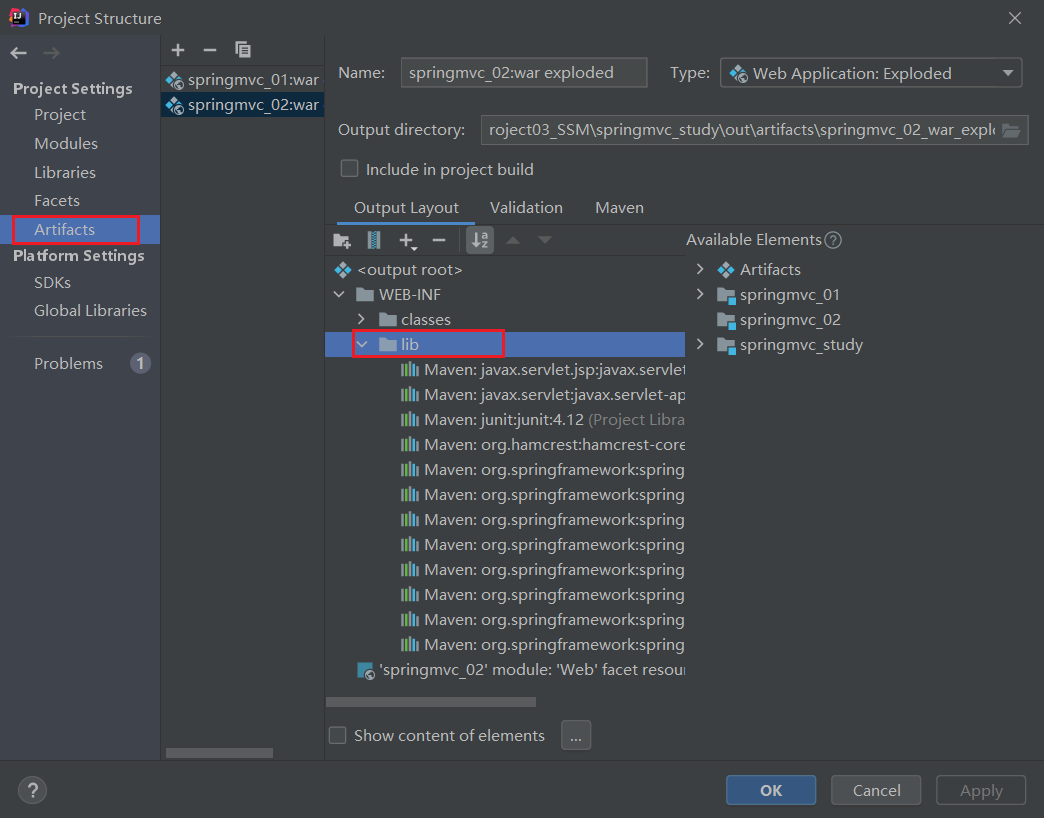 Project Structure
Project Settings
Project
Modules
Libraries
Facets
Artifacts
Platform Settings
SDKs
Global Libraries
Problems 1
springmvc_01:war
springmvc_02:war
Name: springmvc_02:war exploded Type: Web Application: Exploded
Output directory: roject03_SSM\springmvc_study\out\artifacts\springmvc_02_war_explo
Include in project build
Output Layout Validation Maven
<output root>
WEB-INF
classes
lib
Maven: javax.servlet.jsp:javax.servlet
Maven: javax.servlet:javax.servlet-ap
Maven: junit:junit:4.12 (Project Libra
Maven: org.hamcrest:hamcrest-core
Maven: org.springframework:spring
Maven: org.springframework:spring
Maven: org.springframework:spring
Maven: org.springframework:spring
Maven: org.springframework:spring
Maven: org.springframework:spring
Maven: org.springframework:spring
Maven: org.springframework:spring
'springmvc_02' module: 'Web' facet resour
Available Elements ?
Artifacts
springmvc_01
springmvc_02
springmvc_study
Show content of elements ...
? OK Cancel Apply